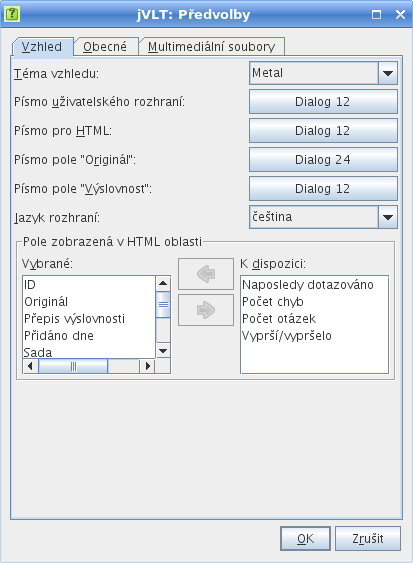 jVLT: Předvolby
Vzhled Obecné Multimediální soubory
Téma vzhledu: Metal
Písmo uživatelského rozhraní: Dialog 12
Písmo pro HTML: Dialog 12
Písmo pole "Originál": Dialog 24
Písmo pole "Výslovnost": Dialog 12
Jazyk rozhraní: čeština
Pole zobrazená v HTML oblasti
Vybrané:
ID
Originál
Přepis výslovnosti
Přidáno dne
Sada
K dispozici:
Naposledy dotazováno
Počet chyb
Počet otázek
Vyprší/vypršelo
OK Zrušit